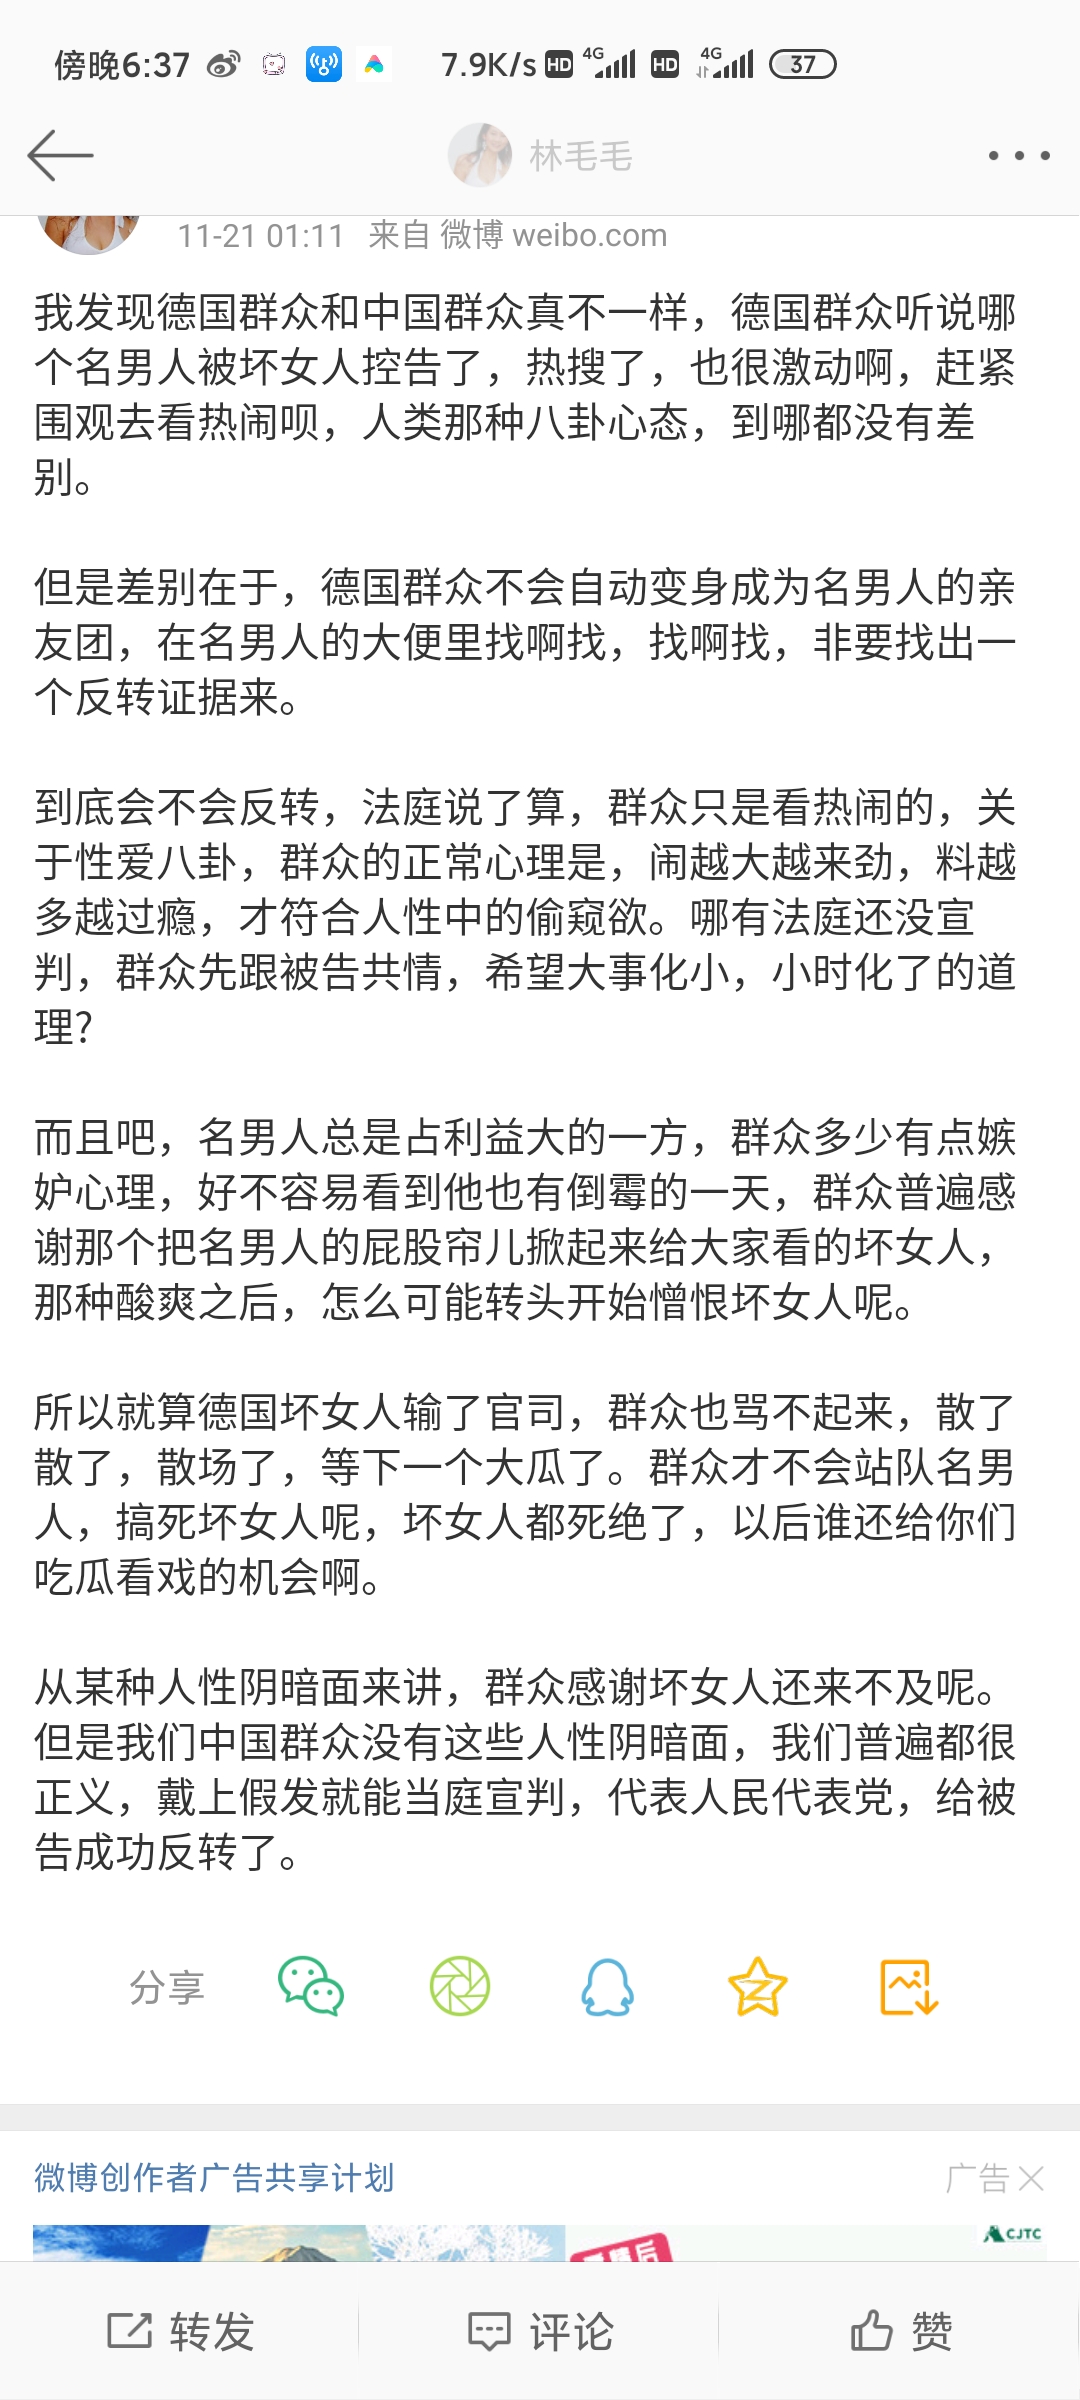 傍晚6:37 7.9K/s HD 4G HD 4G 37
林毛毛
11-21 01:11 来自 微博 weibo.com
我发现德国群众和中国群众真不一样，德国群众听说哪
个名男人被坏女人控告了，热搜了，也很激动啊，赶紧
围观去看热闹呗，人类那种八卦心态，到哪都没有差
别。
但是差别在于，德国群众不会自动变身成为名男人的亲
友团，在名男人的大便里找啊找，找啊找，非要找出一
个反转证据来。
到底会不会反转，法庭说了算，群众只是看热闹的，关
于性爱八卦，群众的正常心理是，闹越大越来劲，料越
多越过瘾，才符合人性中的偷窥欲。哪有法庭还没宣
判，群众先跟被告共情，希望大事化小，小时化了的道
理？
而且吧，名男人总是占利益大的一方，群众多少有点嫉
妒心理，好不容易看到他也有倒霉的一天，群众普遍感
谢那个把名男人的屁股帘儿掀起来给大家看的坏女人，
那种酸爽之后，怎么可能转头开始憎恨坏女人呢。
所以就算德国坏女人输了官司，群众也骂不起来，散了
散了，散场了，等下一个大瓜了。群众才不会站队名男
人，搞死坏女人呢，坏女人都死绝了，以后谁还给你们
吃瓜看戏的机会啊。
从某种人性阴暗面来讲，群众感谢坏女人还来不及呢。
但是我们中国群众没有这些人性阴暗面，我们普遍都很
正义，戴上假发就能当庭宣判，代表人民代表党，给被
告成功反转了。
分享
微博创作者广告共享计划 广告
CJTC
转发 评论 赞